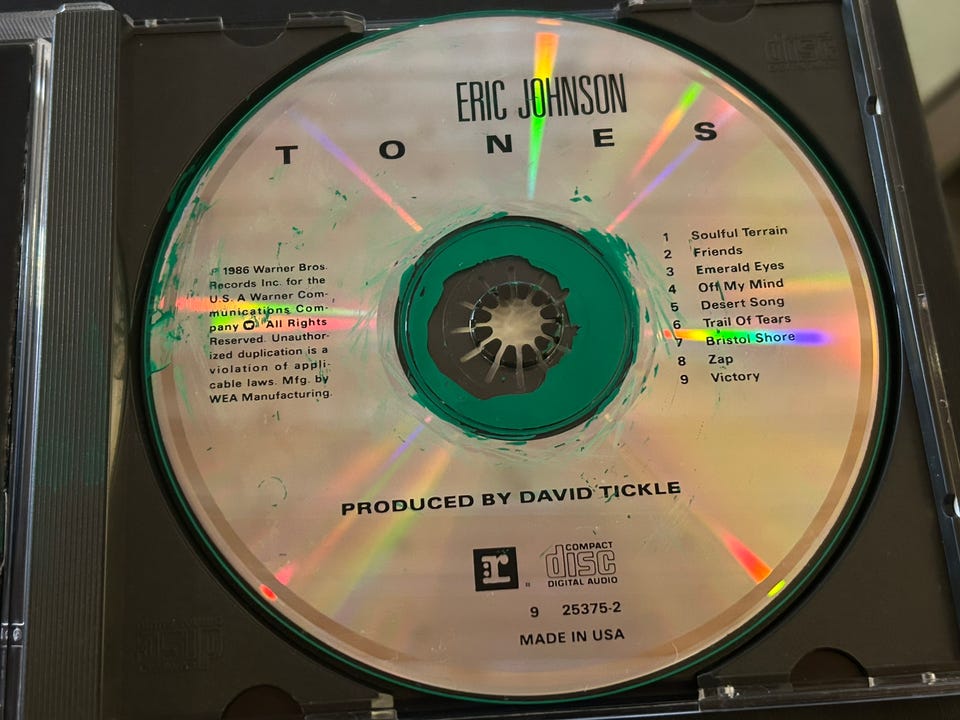 ERIC JOHNSON
T O N E S
℗ 1986 Warner Bros.
Records Inc. for the
U.S. A Warner Com-
munications Com-
pany All Rights
Reserved. Unauthor-
ized duplication is a
violation of appli-
cable laws. Mfg. by
WEA Manufacturing.
1 Soulful Terrain
2 Friends
3 Emerald Eyes
4 Off My Mind
5 Desert Song
6 Trail Of Tears
7 Bristol Shore
8 Zap
9 Victory
PRODUCED BY DAVID TICKLE
r
COMPACT
disc
DIGITAL AUDIO
9 25375-2
MADE IN USA
disc